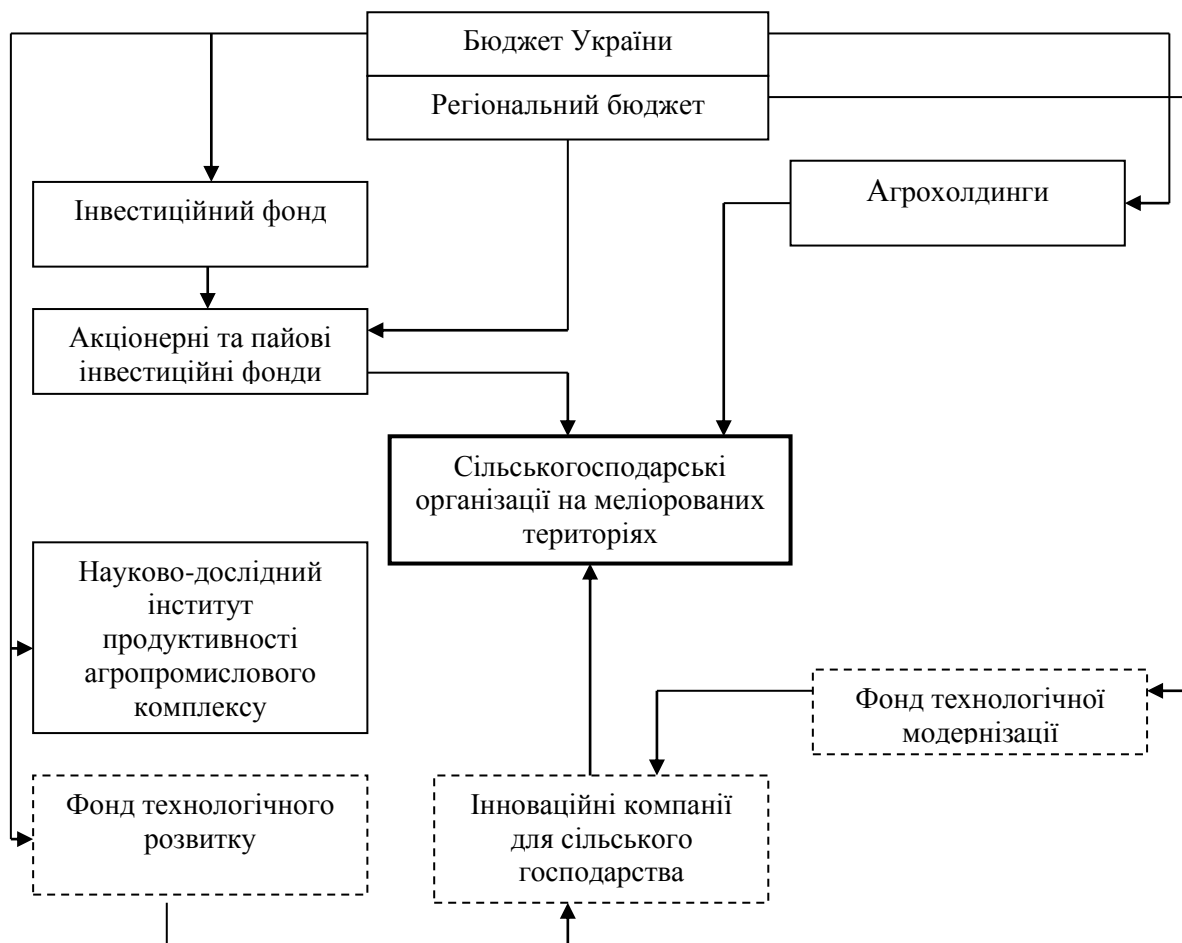 Бюджет України
Регіональний бюджет
Інвестиційний фонд
Агрохолдинги
Акціонерні та пайові
інвестиційні фонди
Сільськогосподарські
організації на меліорованих
територіях
Науково-дослідний
інститут
продуктивності
агропромислового
комплексу
Фонд технологічної
модернізації
Фонд технологічного
розвитку
Інноваційні компанії
для сільського
господарства